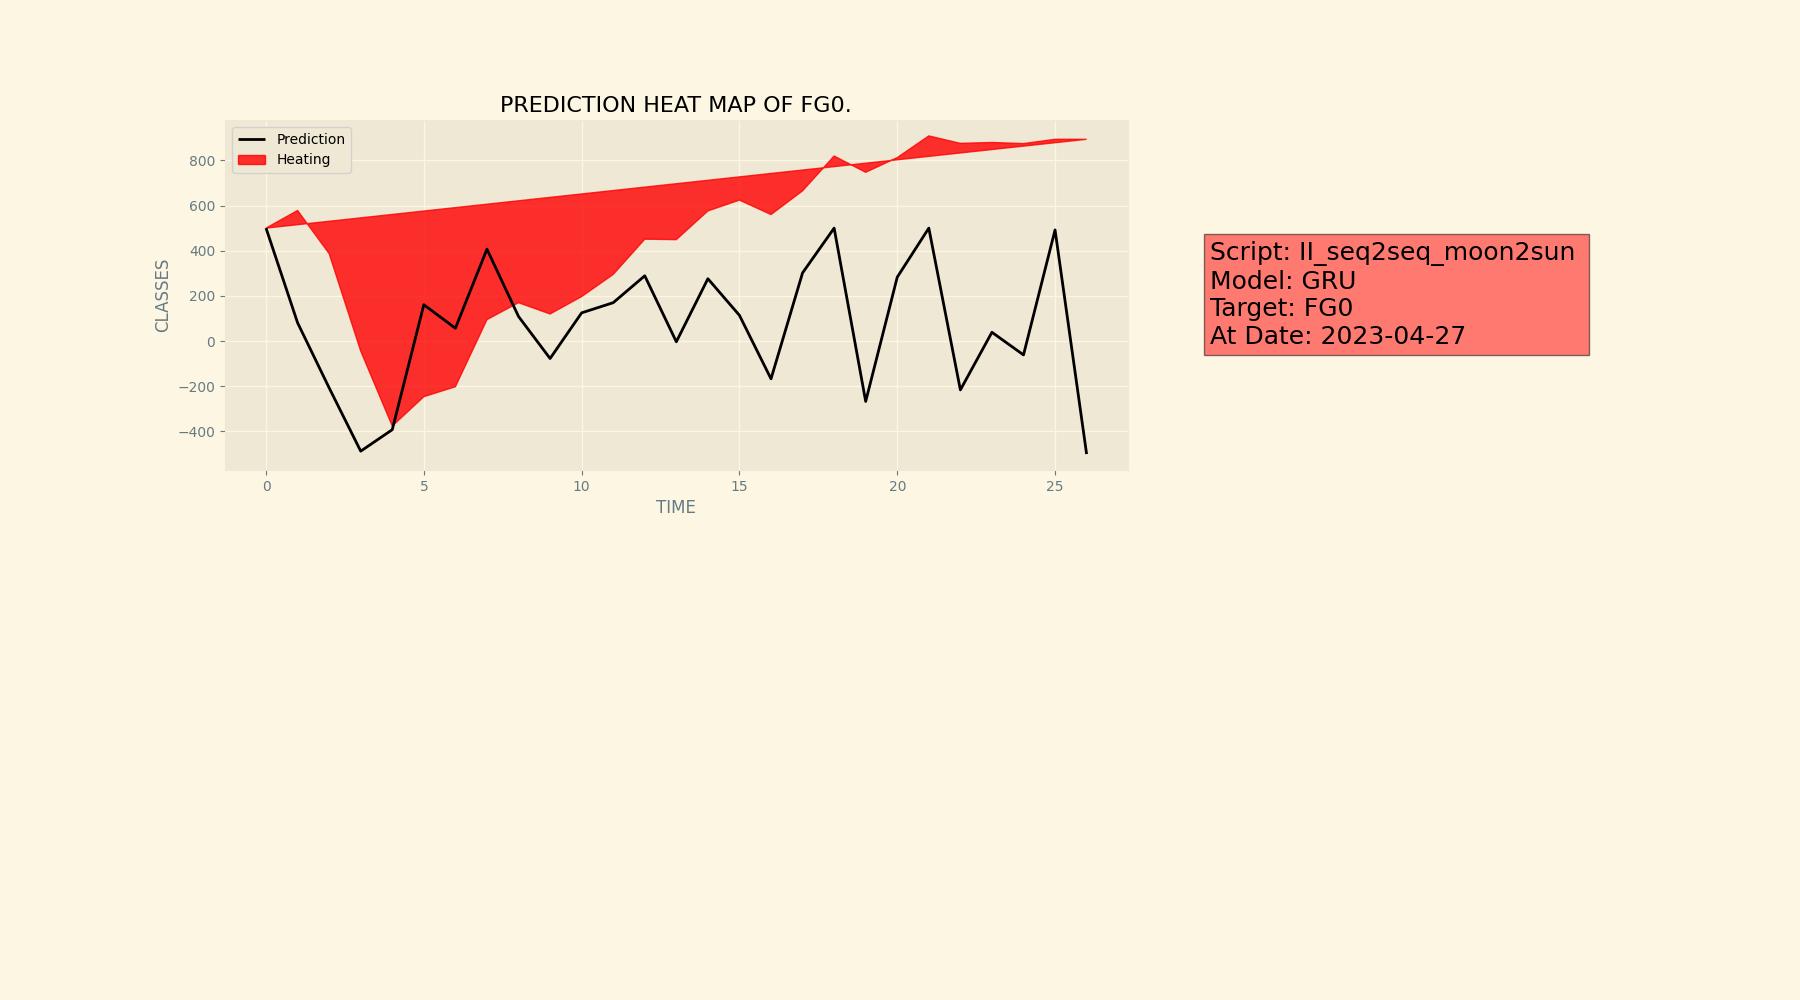 PREDICTION HEAT MAP OF FG0.
Prediction
Heating
800
600
400
200
0
−200
−400
CLASSES
0 5 10 15 20 25
TIME
Script: II_seq2seq_moon2sun
Model: GRU
Target: FG0
At Date: 2023-04-27